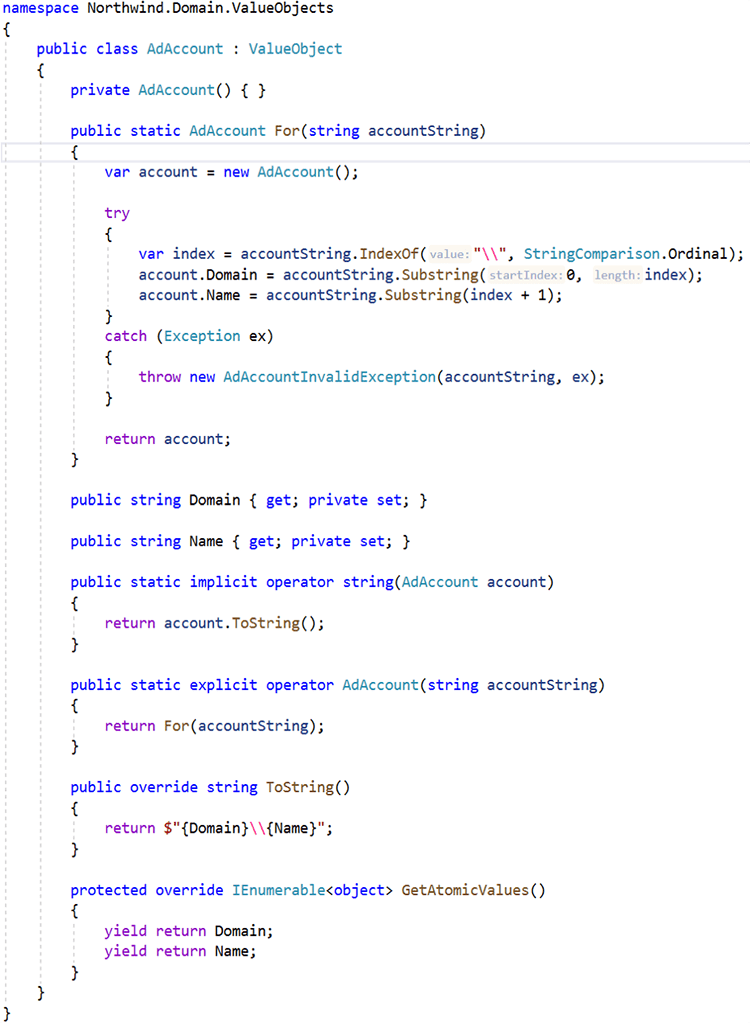 namespace Northwind.Domain.ValueObjects
{
    public class AdAccount : ValueObject
    {
        private AdAccount() { }

        public static AdAccount For(string accountString)
        {
            var account = new AdAccount();

            try
            {
                var index = accountString.IndexOf(value:"\\", StringComparison.Ordinal);
                account.Domain = accountString.Substring(startIndex:0, length:index);
                account.Name = accountString.Substring(index + 1);
            }
            catch (Exception ex)
            {
                throw new AdAccountInvalidException(accountString, ex);
            }

            return account;
        }

        public string Domain { get; private set; }

        public string Name { get; private set; }

        public static implicit operator string(AdAccount account)
        {
            return account.ToString();
        }

        public static explicit operator AdAccount(string accountString)
        {
            return For(accountString);
        }

        public override string ToString()
        {
            return $"{Domain}\\{Name}";
        }

        protected override IEnumerable<object> GetAtomicValues()
        {
            yield return Domain;
            yield return Name;
        }
    }
}